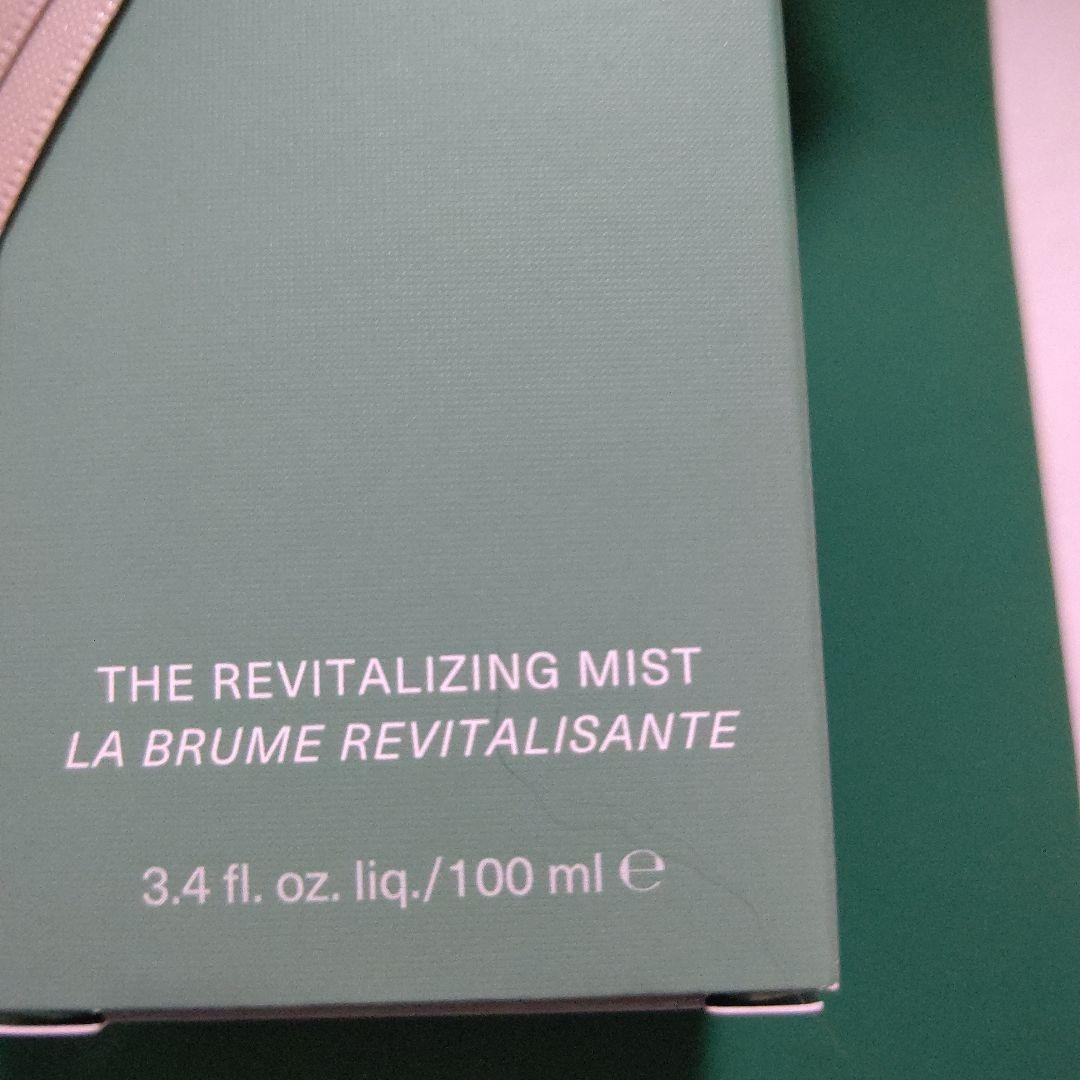 THE REVITALIZING MIST
LA BRUME REVITALISANTE
3.4 fl. oz. liq./100 ml ℮